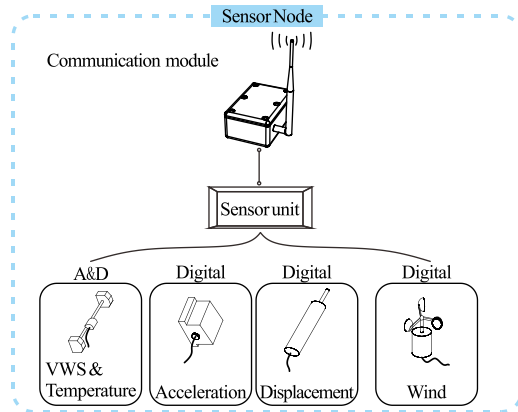 Sensor Node
Communication module
Sensor unit
A&D
Digital
Digital
Digital
VWS &
Temperature
Acceleration
Displacement
Wind